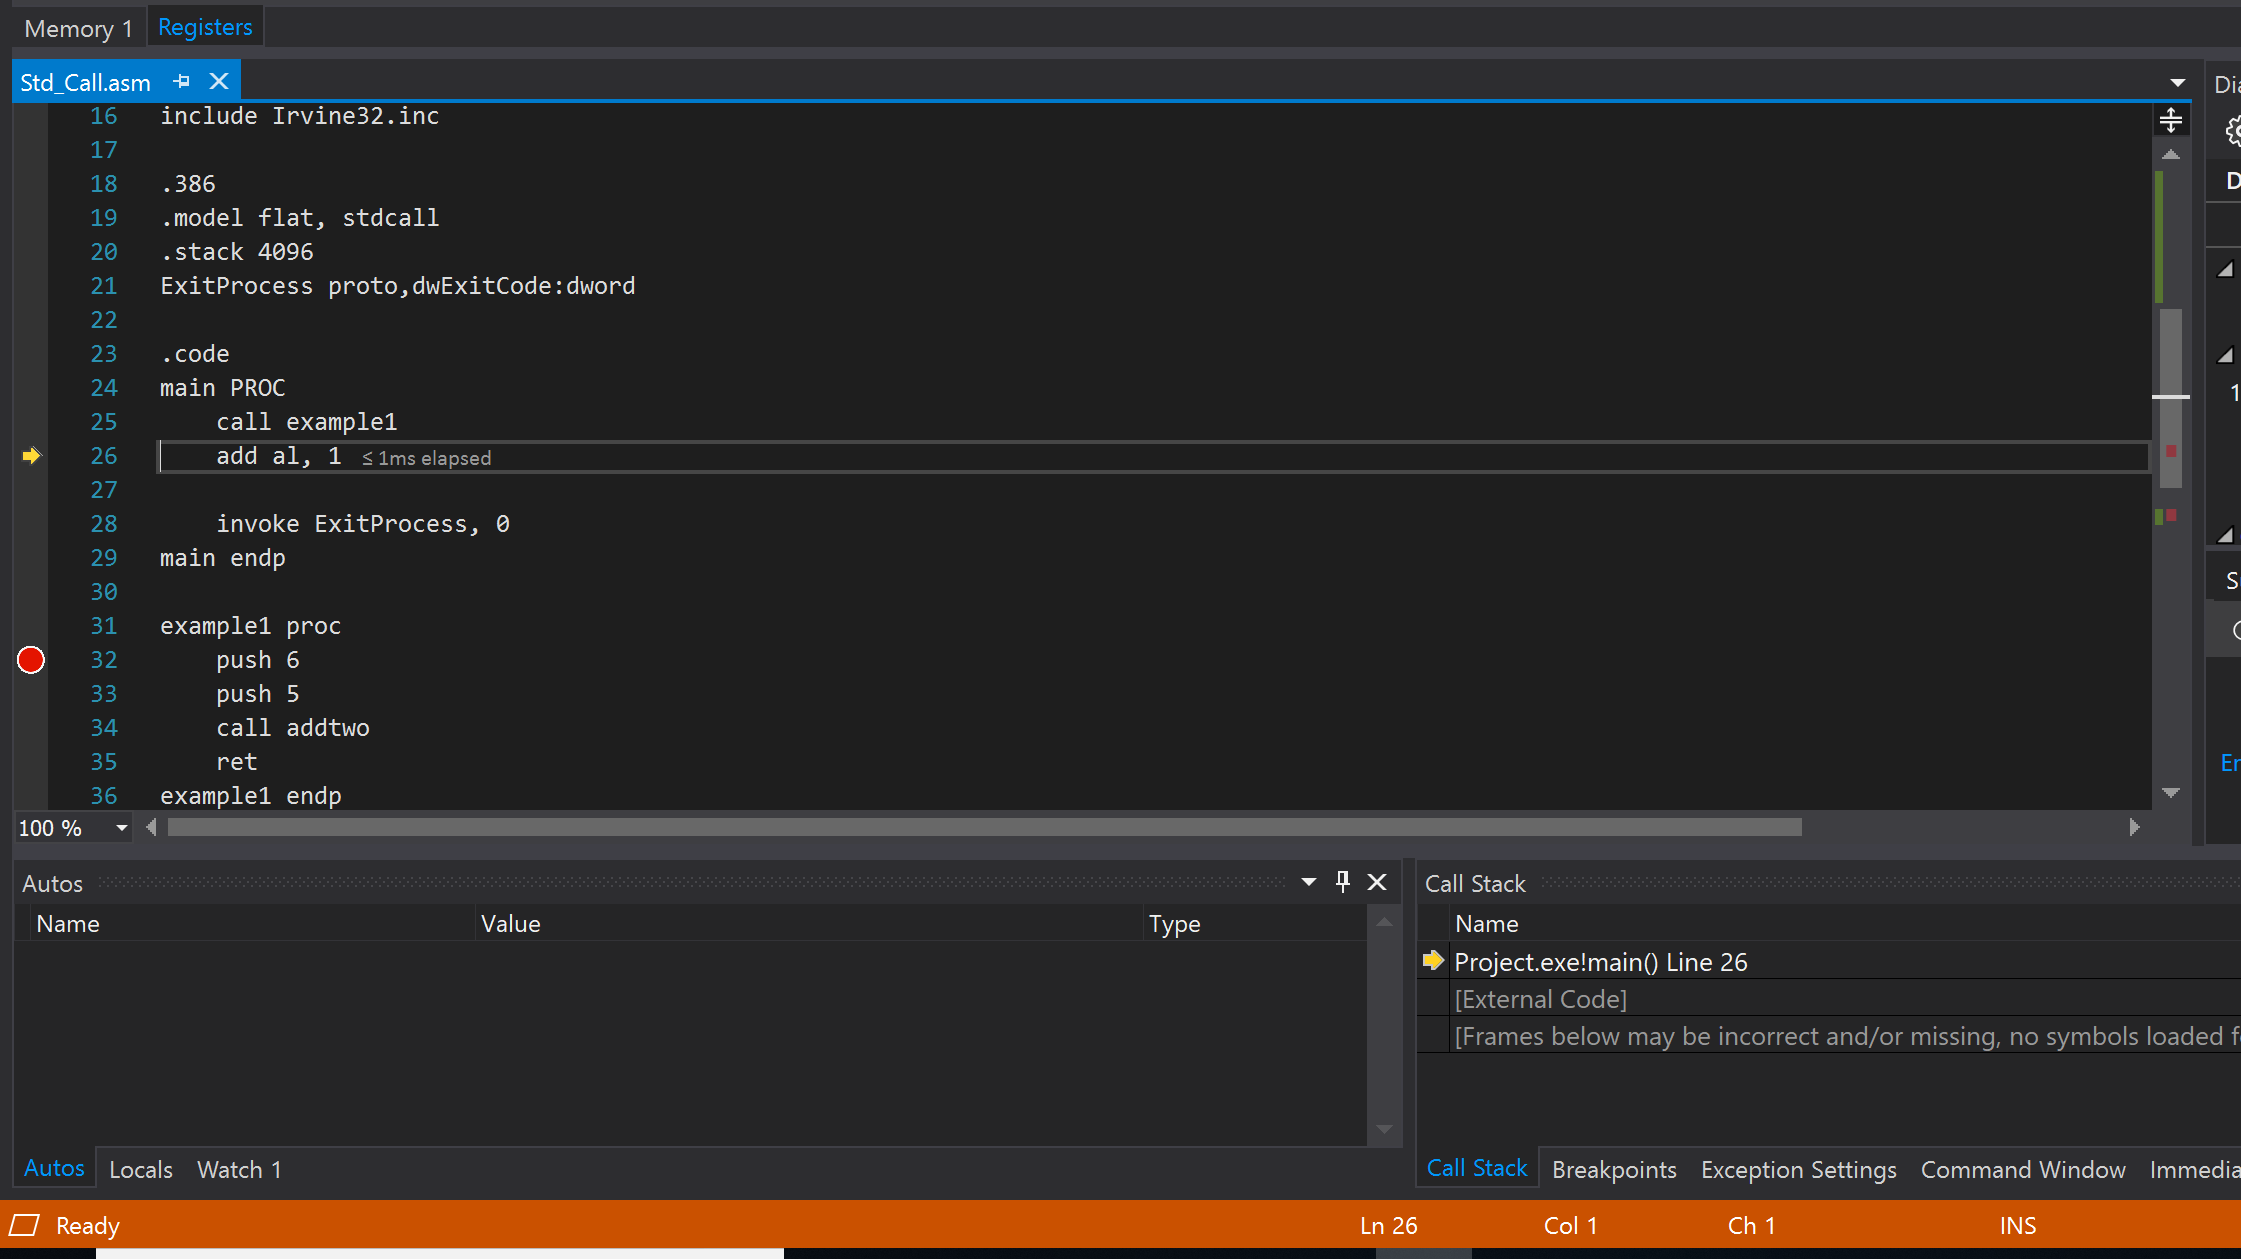 Memory 1 Registers
Std_Call.asm
16 include Irvine32.inc
17
18 .386
19 .model flat, stdcall
20 .stack 4096
21 ExitProcess proto,dwExitCode:dword
22
23 .code
24 main PROC
25 call example1
26 add al, 1 ≤ 1ms elapsed
27
28 invoke ExitProcess, 0
29 main endp
30
31 example1 proc
32 push 6
33 push 5
34 call addtwo
35 ret
36 example1 endp
100 %
Autos
Name Value Type
Autos Locals Watch 1
Call Stack
Name
Project.exe!main() Line 26
[External Code]
[Frames below may be incorrect and/or missing, no symbols loaded f
Call Stack Breakpoints Exception Settings Command Window Immedia
Ready Ln 26 Col 1 Ch 1 INS